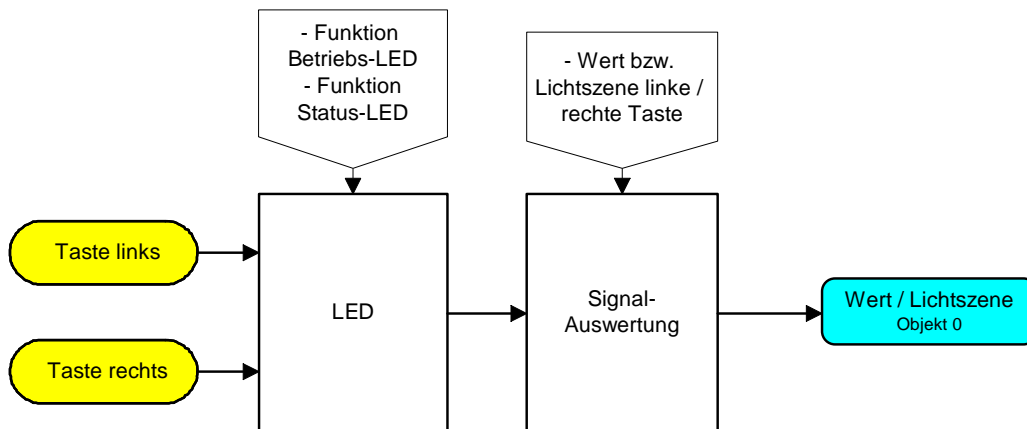 - Funktion
Betriebs-LED
- Funktion
Status-LED
- Wert bzw.
Lichtszene linke /
rechte Taste
Taste links
Taste rechts
LED
Signal-
Auswertung
Wert / Lichtszene
Objekt 0